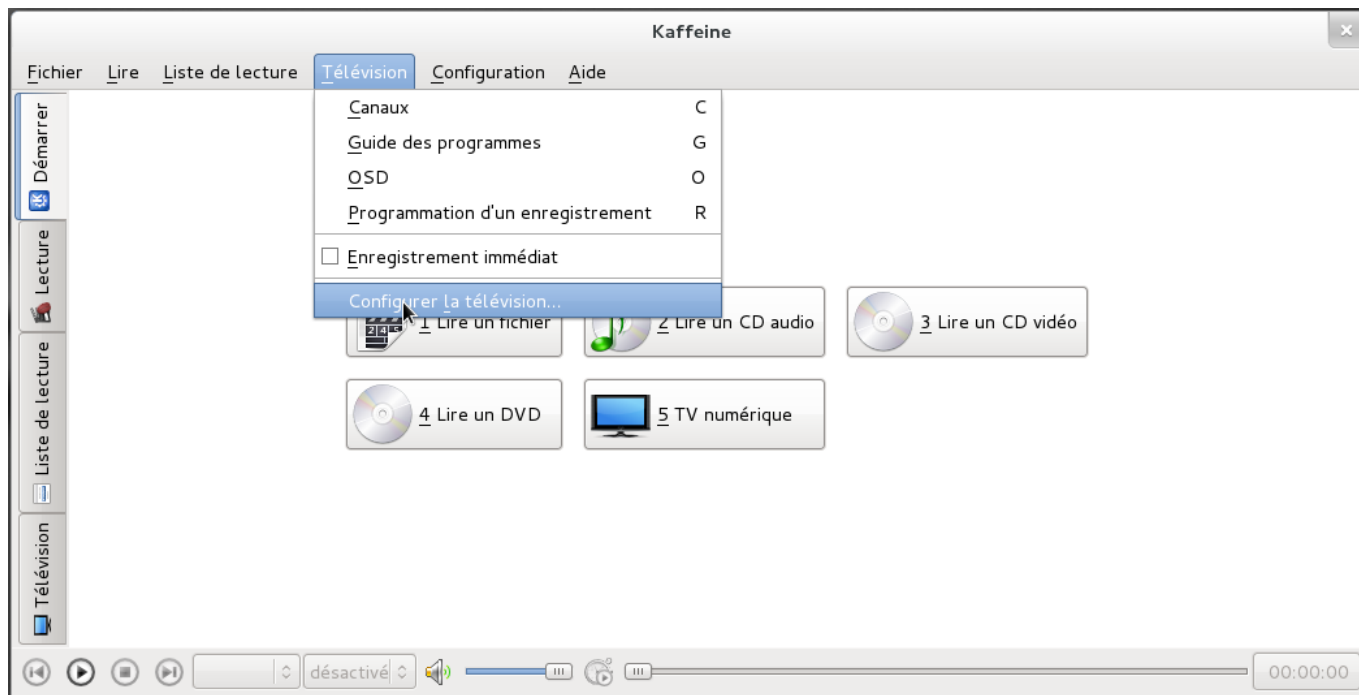 Kaffeine
Fichier Lire Liste de lecture Télévision Configuration Aide
Canaux C
Guide des programmes G
OSD O
Programmation d'un enregistrement R
Enregistrement immédiat
Configurer la télévision...
Démarrer
Lecture
Liste de lecture
Télévision
1 Lire un fichier
2 Lire un CD audio
3 Lire un CD vidéo
4 Lire un DVD
5 TV numérique
désactivé
00:00:00